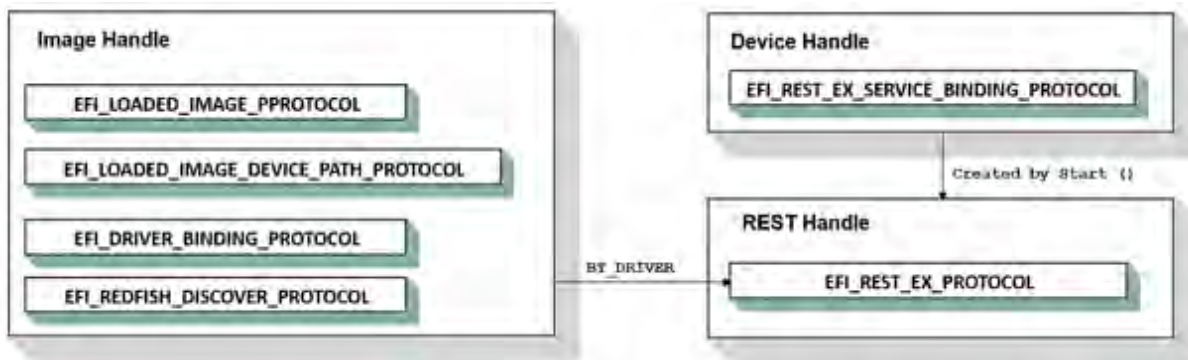 Image Handle
EFI_LOADED_IMAGE_PPROTOCOL
EFI_LOADED_IMAGE_DEVICE_PATH_PROTOCOL
EFI_DRIVER_BINDING_PROTOCOL
EFI_REDFISH_DISCOVER_PROTOCOL
BY_DRIVER
Device Handle
EFI_REST_EX_SERVICE_BINDING_PROTOCOL
Created by Start ()
REST Handle
EFI_REST_EX_PROTOCOL